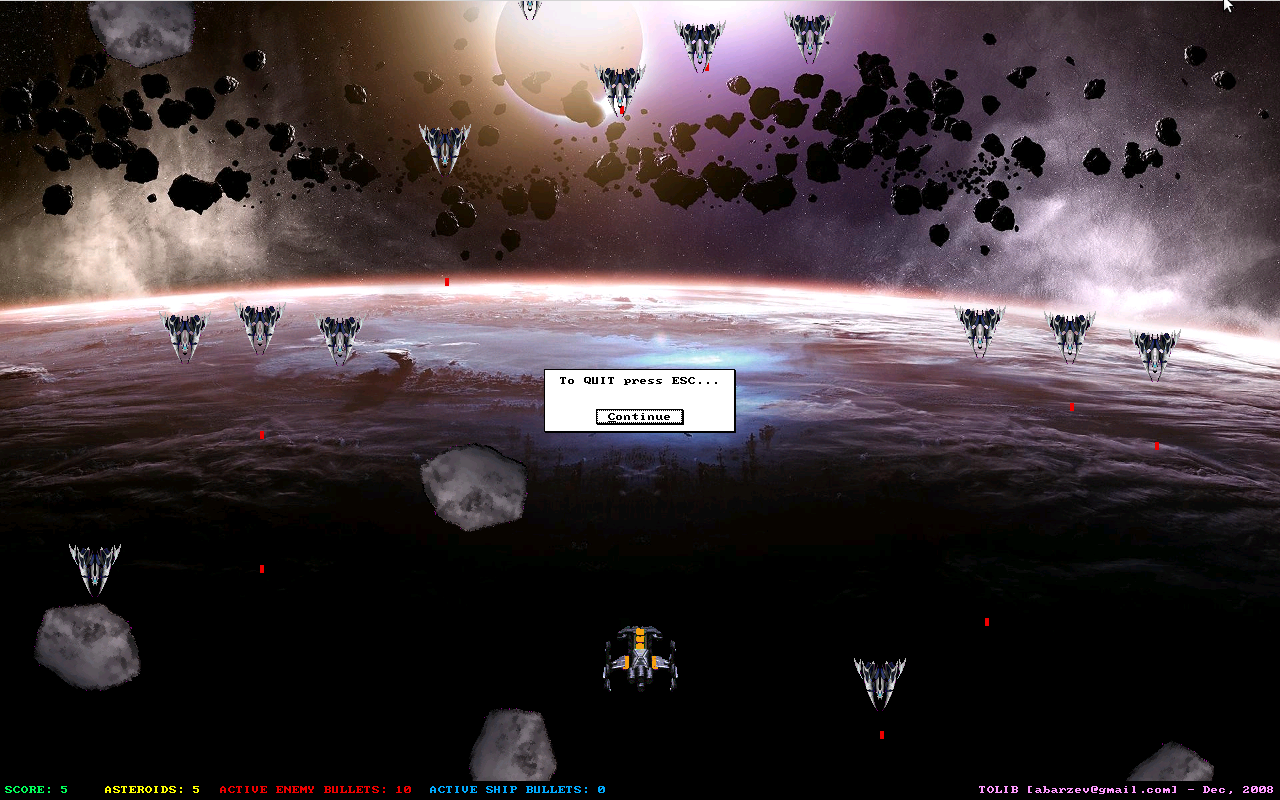 To QUIT press ESC...
Continue
SCORE: 5 ASTEROIDS: 5 ACTIVE ENEMY BULLETS: 10 ACTIVE SHIP BULLETS: 0 TOLIB [abarzev@gmail.com] - Dec, 2008